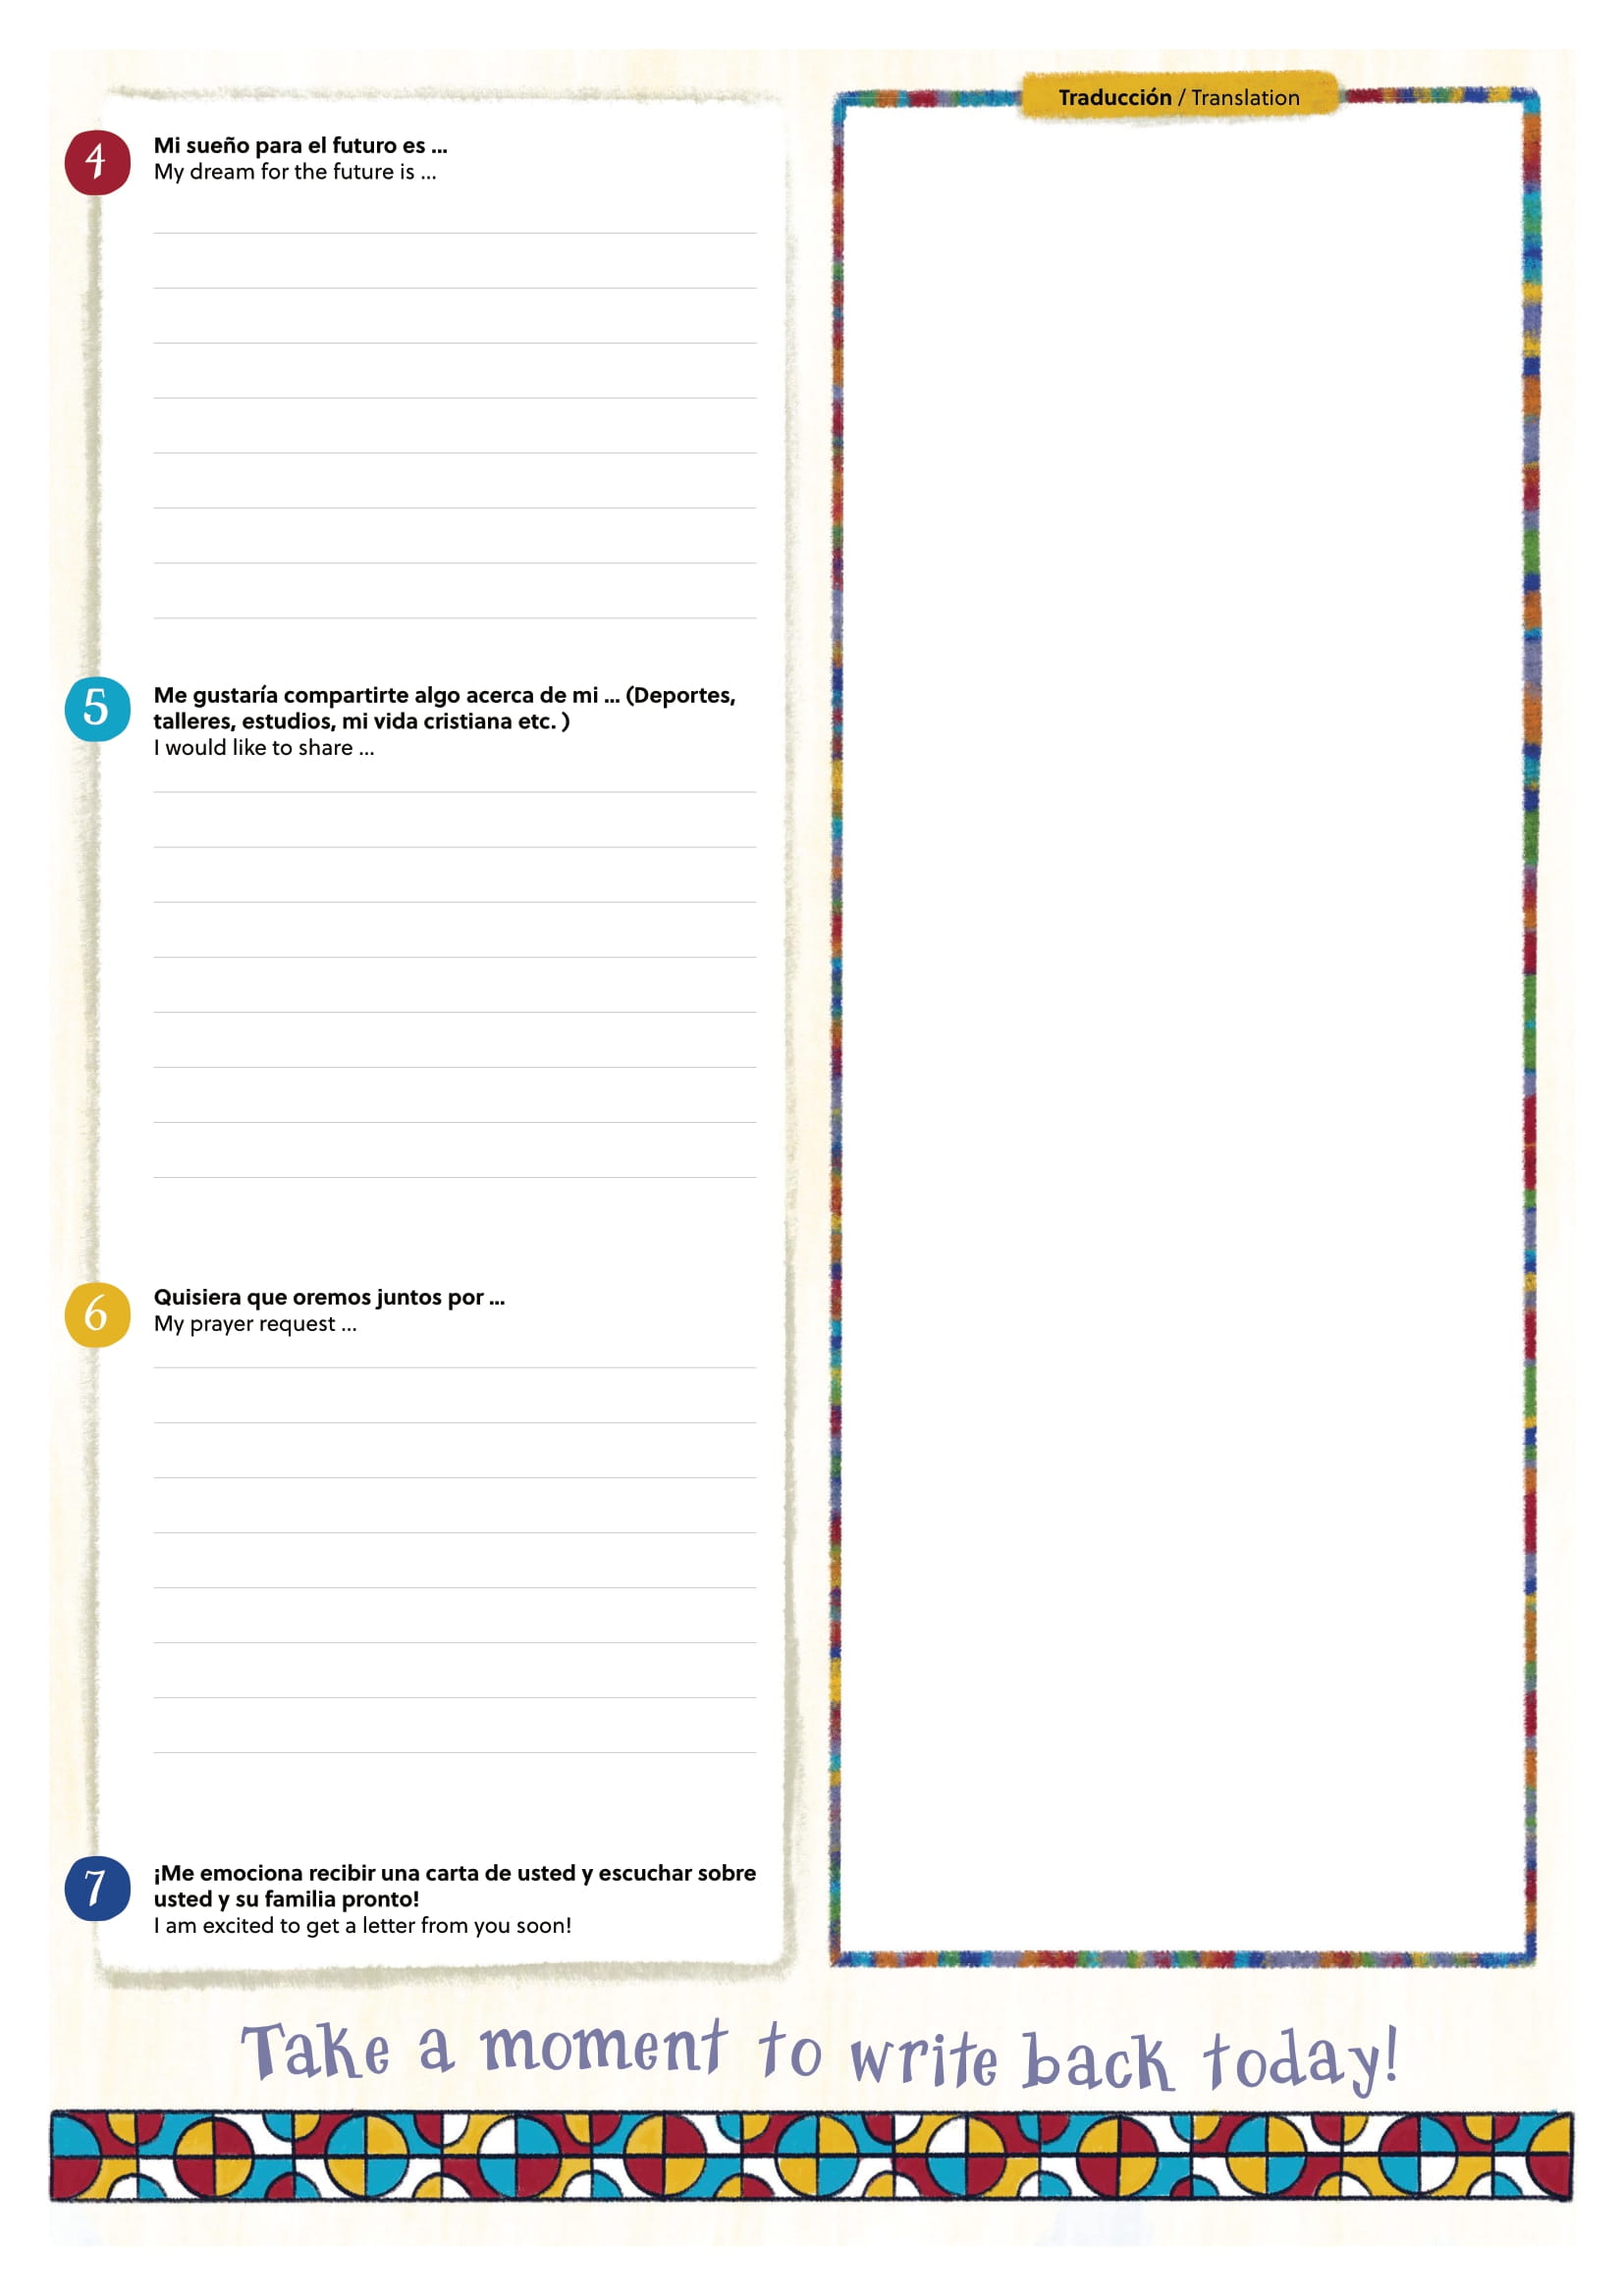 4
Mi sueño para el futuro es ...
My dream for the future is ...
5
Me gustaría compartirte algo acerca de mi ... (Deportes,
talleres, estudios, mi vida cristiana etc. )
I would like to share ...
6
Quisiera que oremos juntos por ...
My prayer request ...
7
¡Me emociona recibir una carta de usted y escuchar sobre
usted y su familia pronto!
I am excited to get a letter from you soon!
Traducción / Translation
Take a moment to write back today!